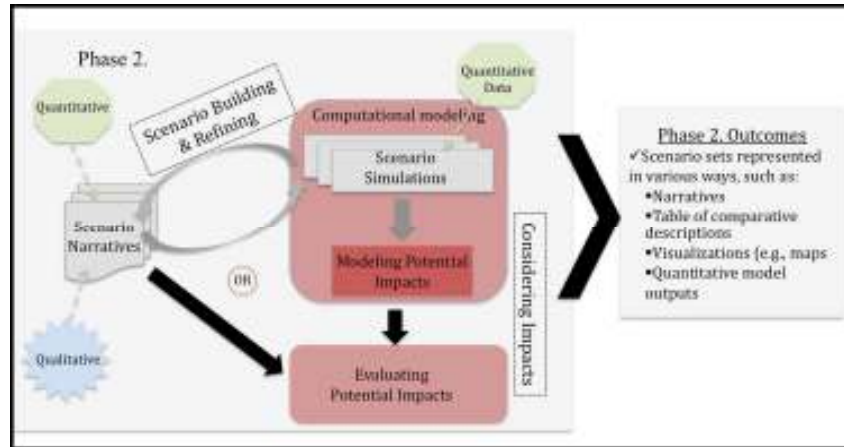 Phase 2.
Quantitative
Scenario Building
& Refining
Quantitative
Data
Computational modeling
Scenario
Simulations
Scenario
Narratives
Modeling Potential
Impacts
OR
Considering Impacts
Qualitative
Evaluating
Potential Impacts
Phase 2. Outcomes
✓Scenario sets represented
in various ways, such as:
▪Narratives
▪Table of comparative
descriptions
▪Visualizations (e.g., maps
▪Quantitative model
outputs